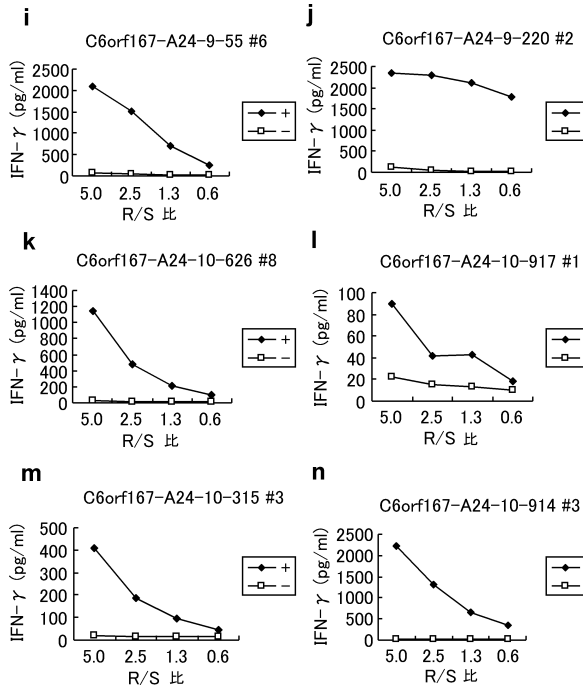 i
C6orf167-A24-9-55 #6
IFN-γ (pg/ml)
2500
2000
1500
1000
500
0
5.0 2.5 1.3 0.6
R/S 比
+
−
j
C6orf167-A24-9-220 #2
IFN-γ (pg/ml)
2500
2000
1500
1000
500
0
5.0 2.5 1.3 0.6
R/S 比
k
C6orf167-A24-10-626 #8
IFN-γ (pg/ml)
1400
1200
1000
800
600
400
200
0
5.0 2.5 1.3 0.6
R/S 比
+
−
l
C6orf167-A24-10-917 #1
IFN-γ (pg/ml)
100
80
60
40
20
0
5.0 2.5 1.3 0.6
R/S 比
m
C6orf167-A24-10-315 #3
IFN-γ (pg/ml)
500
400
300
200
100
0
5.0 2.5 1.3 0.6
R/S 比
+
−
n
C6orf167-A24-10-914 #3
IFN-γ (pg/ml)
2500
2000
1500
1000
500
0
5.0 2.5 1.3 0.6
R/S 比